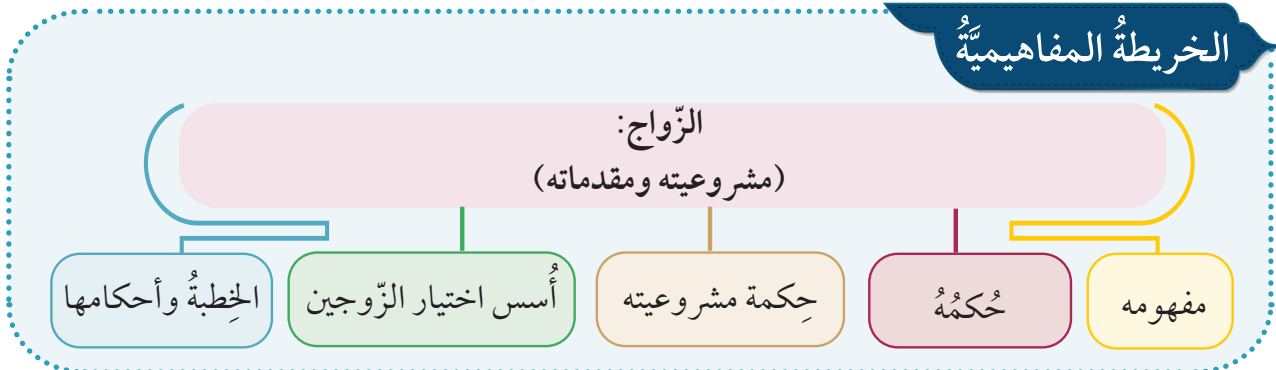 الخريطةُ المفاهيميَّةُ
الزّواج:
(مشروعيته ومقدماته)
مفهومه
حُكمُهُ
حِكمة مشروعيته
أُسس اختيار الزّوجين
الخِطبةُ وأحكامها